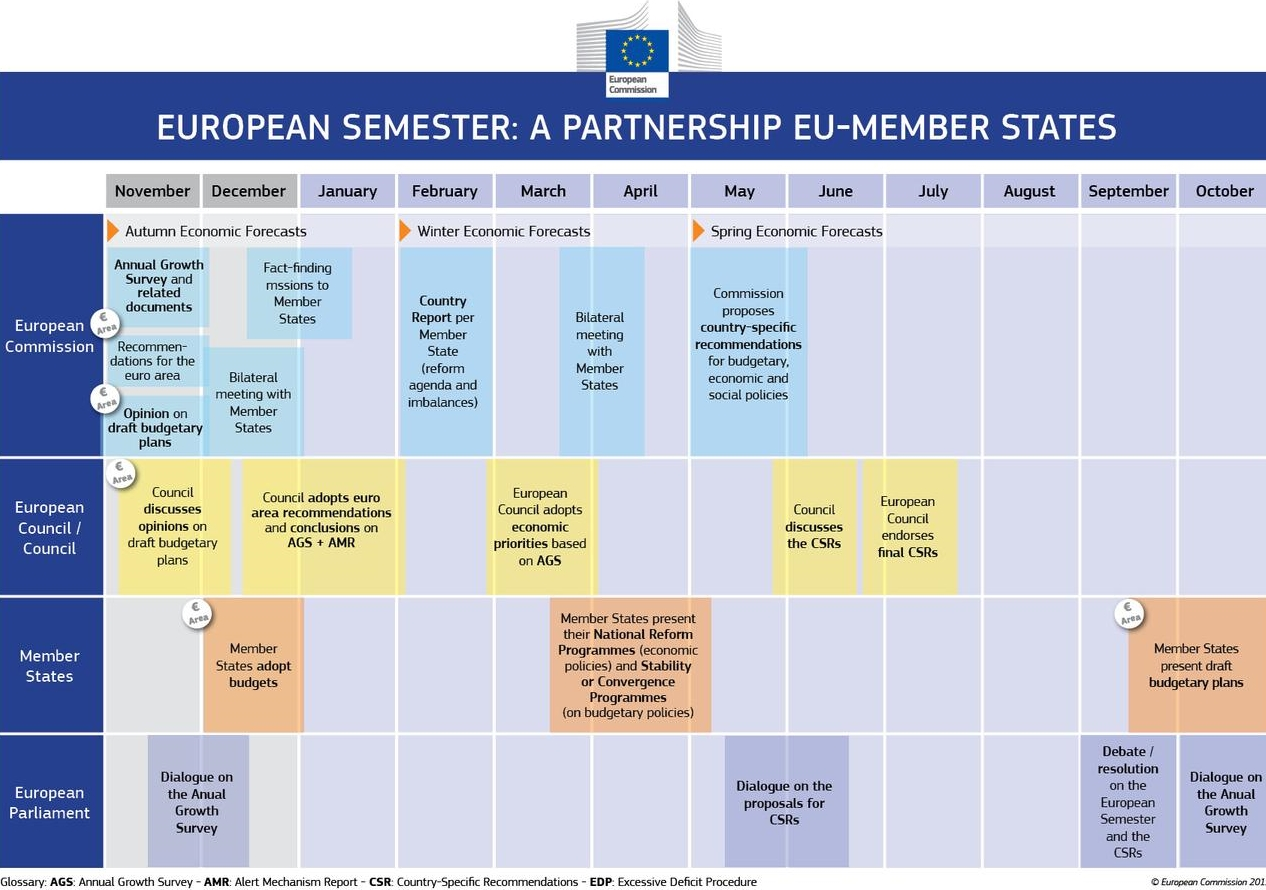 European
Commission
EUROPEAN SEMESTER: A PARTNERSHIP EU-MEMBER STATES
November
December
January
February
March
April
May
June
July
August
September
October
European
Commission
Autumn Economic Forecasts
Winter Economic Forecasts
Spring Economic Forecasts
Annual Growth
Survey and
related
documents
€
Area
Recommen-
dations for the
euro area
€
Area
Opinion on
draft budgetary
plans
Fact-finding
mssions to
Member
States
Bilateral
meeting with
Member
States
Country
Report per
Member
State
(reform
agenda and
imbalances)
Bilateral
meeting
with
Member
States
Commission
proposes
country-specific
recommendations
for budgetary,
economic and
social policies
European
Council /
Council
€
Area
Council
discusses
opinions on
draft budgetary
plans
Council adopts euro
area recommendations
and conclusions on
AGS + AMR
European
Council adopts
economic
priorities based
on AGS
Council
discusses
the CSRs
European
Council
endorses
final CSRs
Member
States
€
Area
Member
States adopt
budgets
Member States present
their National Reform
Programmes (economic
policies) and Stability
or Convergence
Programmes
(on budgetary policies)
€
Area
Member States
present draft
budgetary plans
European
Parliament
Dialogue on
the Anual
Growth
Survey
Dialogue on the
proposals for
CSRs
Debate /
resolution
on the
European
Semester
and the
CSRs
Dialogue on
the Anual
Growth
Survey
Glossary: AGS: Annual Growth Survey – AMR: Alert Mechanism Report – CSR: Country-Specific Recommendations – EDP: Excessive Deficit Procedure
© European Commission 201